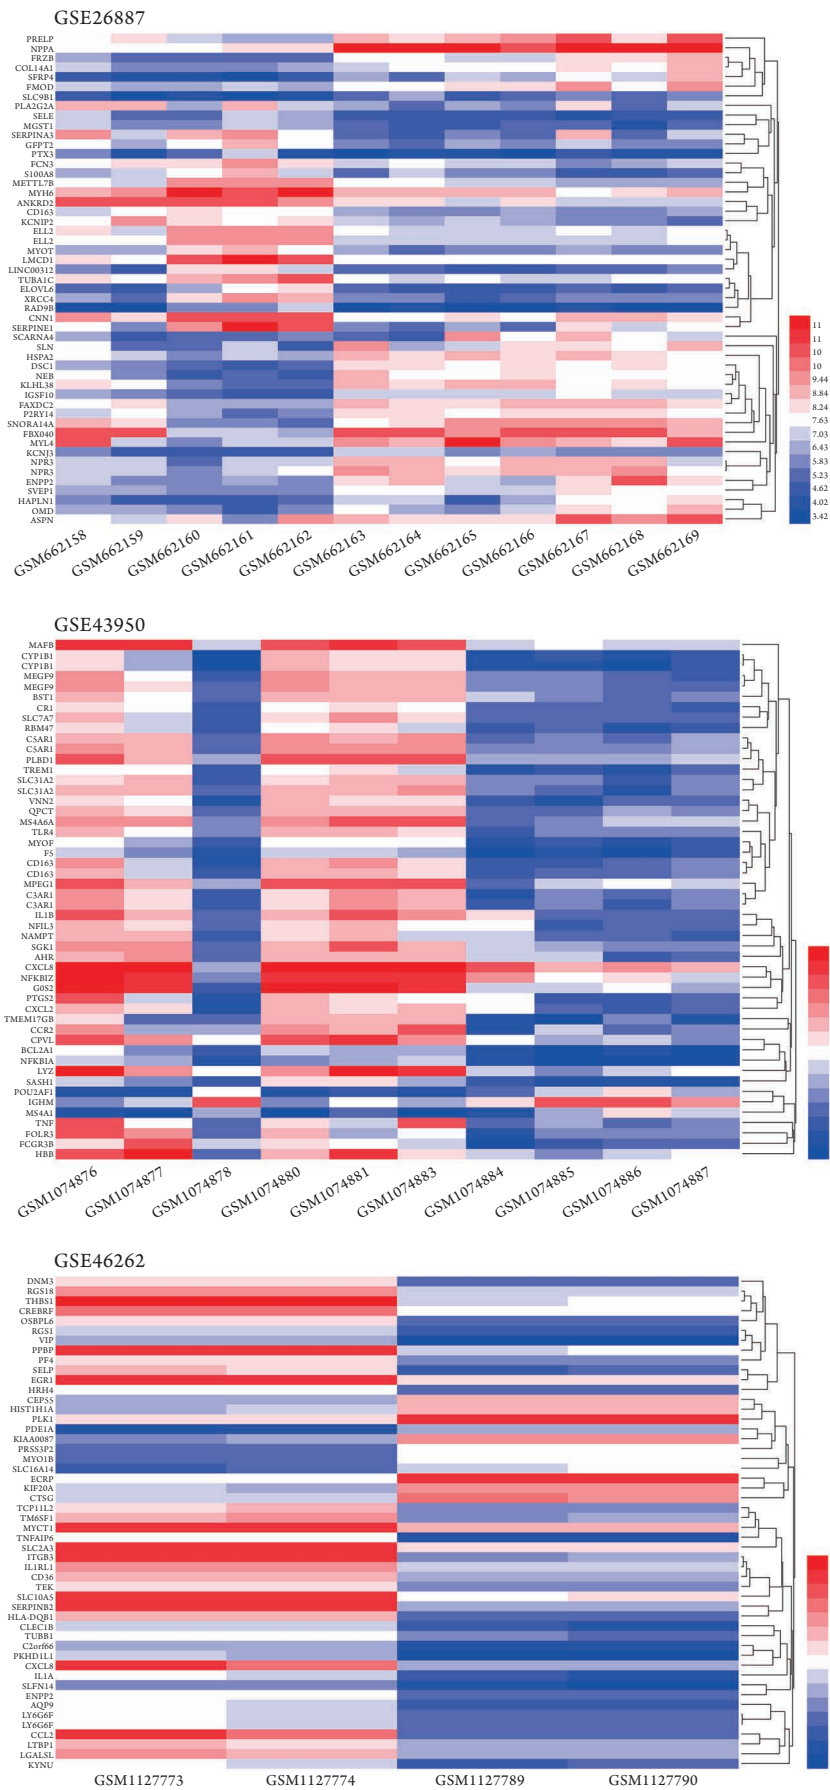 GSE26887
PRELP
NPPA
FRZB
COL14A1
SFRP4
FMOD
SLC9B1
PLA2G2A
SELE
MGST1
SERPINA3
GFPT2
PTX3
FCN3
S100A8
METTL7B
MYH6
ANKRD2
CD163
KCNIP2
ELL2
ELL2
MYOT
LMCD1
LINC00312
TUBA1C
ELOVL6
XRCC4
RAD9B
CNN1
SERPINE1
SCARNA4
SLN
HSPA2
DSC1
NEB
KLHL38
IGSF10
FAXDC2
P2RY14
SNORA14A
FBX040
MYL4
KCNJ3
NPR3
NPR3
ENPP2
SVEP1
HAPLN1
OMD
ASPN
11
11
10
10
9.44
8.84
8.24
7.63
7.03
6.43
5.83
5.23
4.62
4.02
3.42
GSM662158
GSM662159
GSM662160
GSM662161
GSM662162
GSM662163
GSM662164
GSM662165
GSM662166
GSM662167
GSM662168
GSM662169
GSE43950
MAFB
CYP1B1
CYP1B1
MEGF9
MEGF9
BST1
CR1
SLC7A7
RBM47
C5AR1
C5AR1
PLBD1
TREM1
SLC31A2
SLC31A2
VNN2
QPCT
MS4A6A
TLR4
MYOF
F5
CD163
CD163
MPEG1
C3AR1
C3AR1
IL1B
NFIL3
NAMPT
SGK1
AHR
CXCL8
NFKBIZ
G0S2
PTGS2
CXCL2
TMEM17GB
CCR2
CPVL
BCL2A1
NFKBIA
LYZ
SASH1
POU2AF1
IGHM
MS4A1
TNF
FOLR3
FCGR3B
HBB
GSM1074876
GSM1074877
GSM1074878
GSM1074880
GSM1074881
GSM1074883
GSM1074884
GSM1074885
GSM1074886
GSM1074887
GSE46262
DNM3
RGS18
THBS1
CREBRF
OSBPL6
RGS1
VIP
PPBP
PF4
SELP
EGR1
HRH4
CEP55
HIST1H1A
PLK1
PDE1A
KIAA0087
PRSS3P2
MYO1B
SLC16A14
ECRP
KIF20A
CTSG
TCP11L2
TM6SF1
MYCT1
TNFAIP6
SLC2A3
ITGB3
IL1RL1
CD36
TEK
SLC10A5
SERPINB2
HLA-DQB1
CLEC1B
TUBB1
C2orf66
PKHD1L1
CXCL8
IL1A
SLFN14
ENPP2
AQP9
LY6G6F
LY6G6F
CCL2
LTBP1
LGALSL
KYNU
GSM1127773
GSM1127774
GSM1127789
GSM1127790